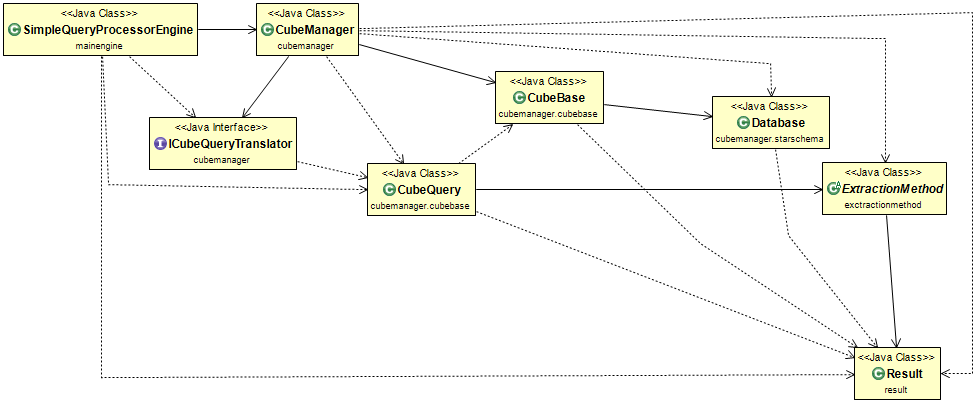 <<Java Class>>
SimpleQueryProcessorEngine
mainengine
<<Java Class>>
CubeManager
cubemanager
<<Java Class>>
CubeBase
cubemanager.cubebase
<<Java Class>>
Database
cubemanager.starschema
<<Java Interface>>
ICubeQueryTranslator
cubemanager
<<Java Class>>
CubeQuery
cubemanager.cubebase
<<Java Class>>
ExtractionMethod
exctractionmethod
<<Java Class>>
Result
result